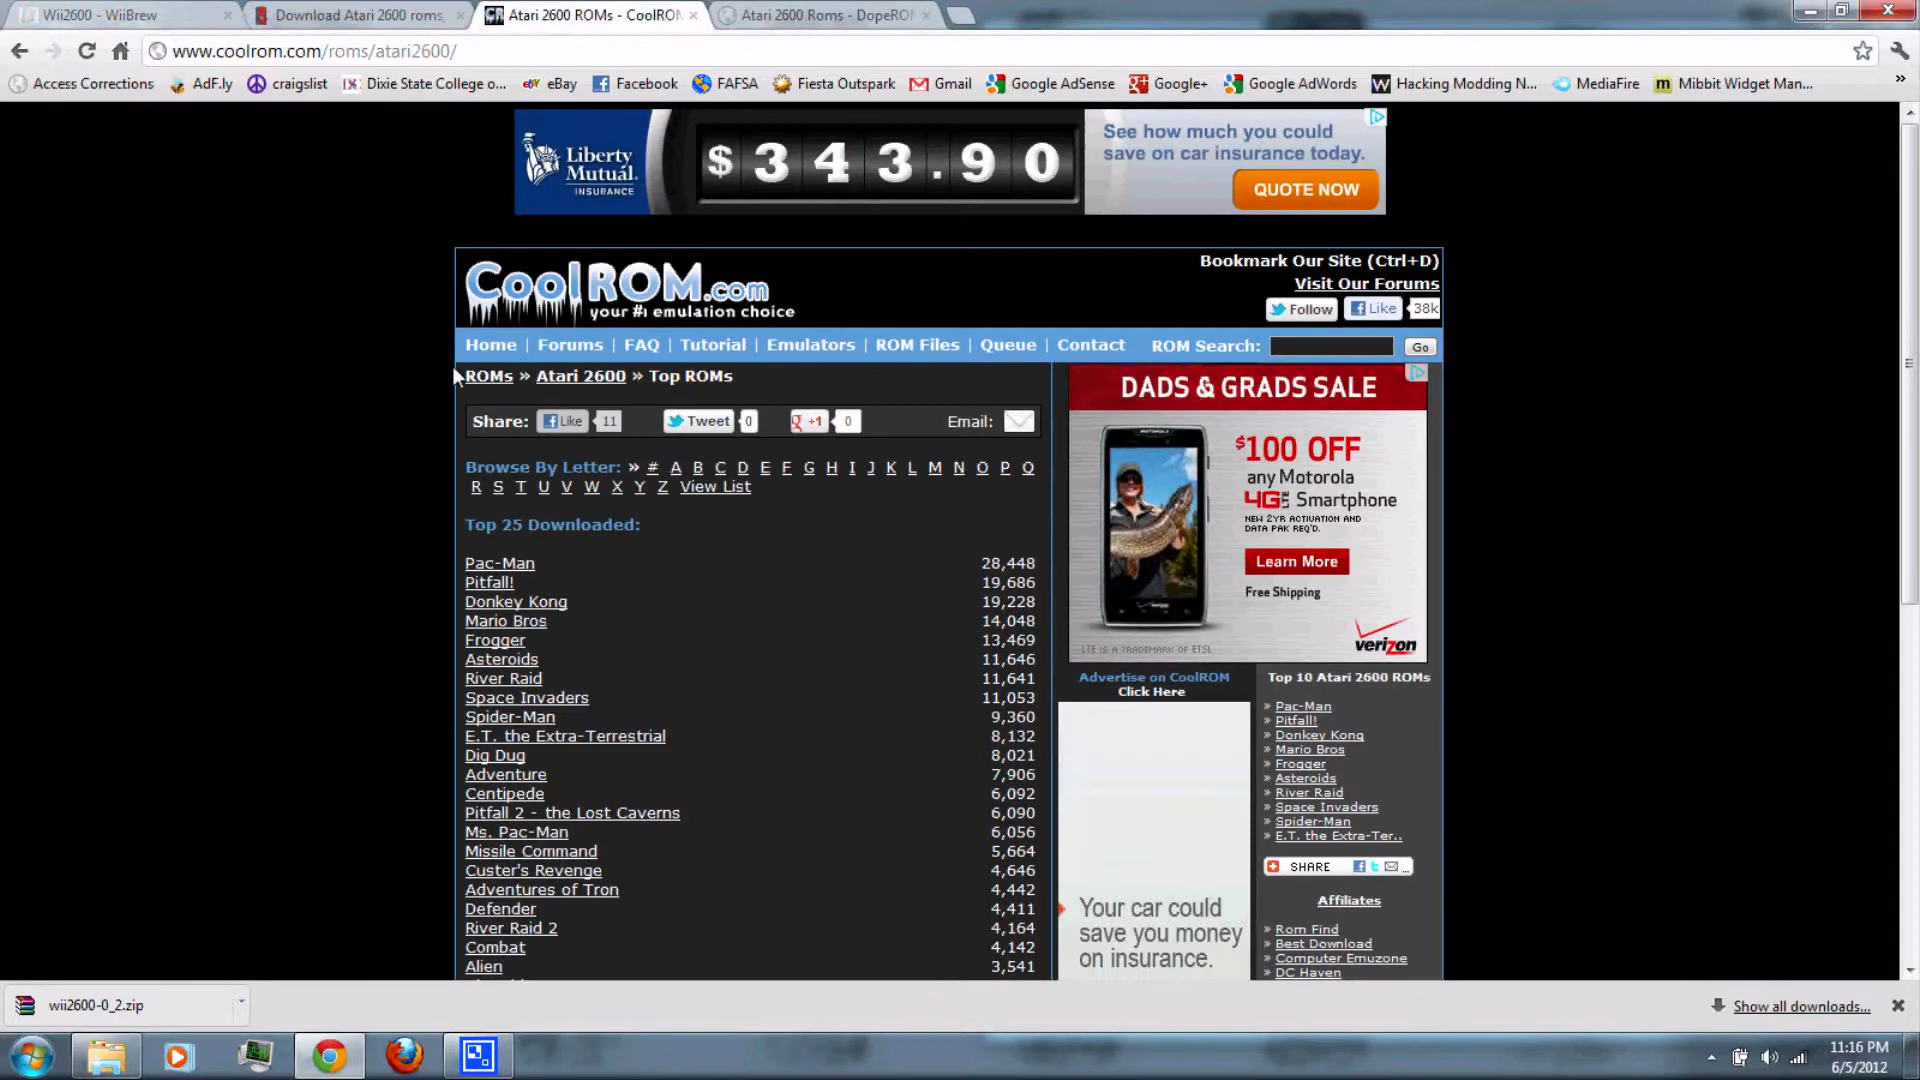 Wii2600 - WiiBrew
Download Atari 2600 roms,
Atari 2600 ROMs - CoolROM
Atari 2600 Roms - DopeROM
www.coolrom.com/roms/atari2600/
Access Corrections
AdF.ly
craigslist
Dixie State College o...
eBay
Facebook
FAFSA
Fiesta Outspark
Gmail
Google AdSense
Google+
Google AdWords
Hacking Modding N...
MediaFire
Mibbit Widget Man...
Liberty
Mutual.
INSURANCE
$343.90
See how much you could
save on car insurance today.
QUOTE NOW
CoolROM.com
your #1 emulation choice
Bookmark Our Site (Ctrl+D)
Visit Our Forums
Follow
Like 38k
Home | Forums | FAQ | Tutorial | Emulators | ROM Files | Queue | Contact
ROM Search: Go
ROMs » Atari 2600 » Top ROMs
Share: Like 11 Tweet 0 +1 0 Email:
Browse By Letter: » # A B C D E F G H I J K L M N O P Q
R S T U V W X Y Z View List
Top 25 Downloaded:
Pac-Man 28,448
Pitfall! 19,686
Donkey Kong 19,228
Mario Bros 14,048
Frogger 13,469
Asteroids 11,646
River Raid 11,641
Space Invaders 11,053
Spider-Man 9,360
E.T. the Extra-Terrestrial 8,132
Dig Dug 8,021
Adventure 7,906
Centipede 6,092
Pitfall 2 - the Lost Caverns 6,090
Ms. Pac-Man 6,056
Missile Command 5,664
Custer's Revenge 4,646
Adventures of Tron 4,442
Defender 4,411
River Raid 2 4,164
Combat 4,142
Alien 3,541
DADS & GRADS SALE
$100 OFF
any Motorola
4G LTE Smartphone
NEW 2YR ACTIVATION AND
DATA PAK REQ'D.
Learn More
Free Shipping
verizon
LTE IS A TRADEMARK OF ETSI.
Advertise on CoolROM
Click Here
Your car could
save you money
on insurance.
Top 10 Atari 2600 ROMs
» Pac-Man
» Pitfall!
» Donkey Kong
» Mario Bros
» Frogger
» Asteroids
» River Raid
» Space Invaders
» Spider-Man
» E.T. the Extra-Ter..
SHARE ...
Affiliates
» Rom Find
» Best Download
» Computer Emuzone
» DC Haven
wii2600-0_2.zip
Show all downloads...
11:16 PM
6/5/2012